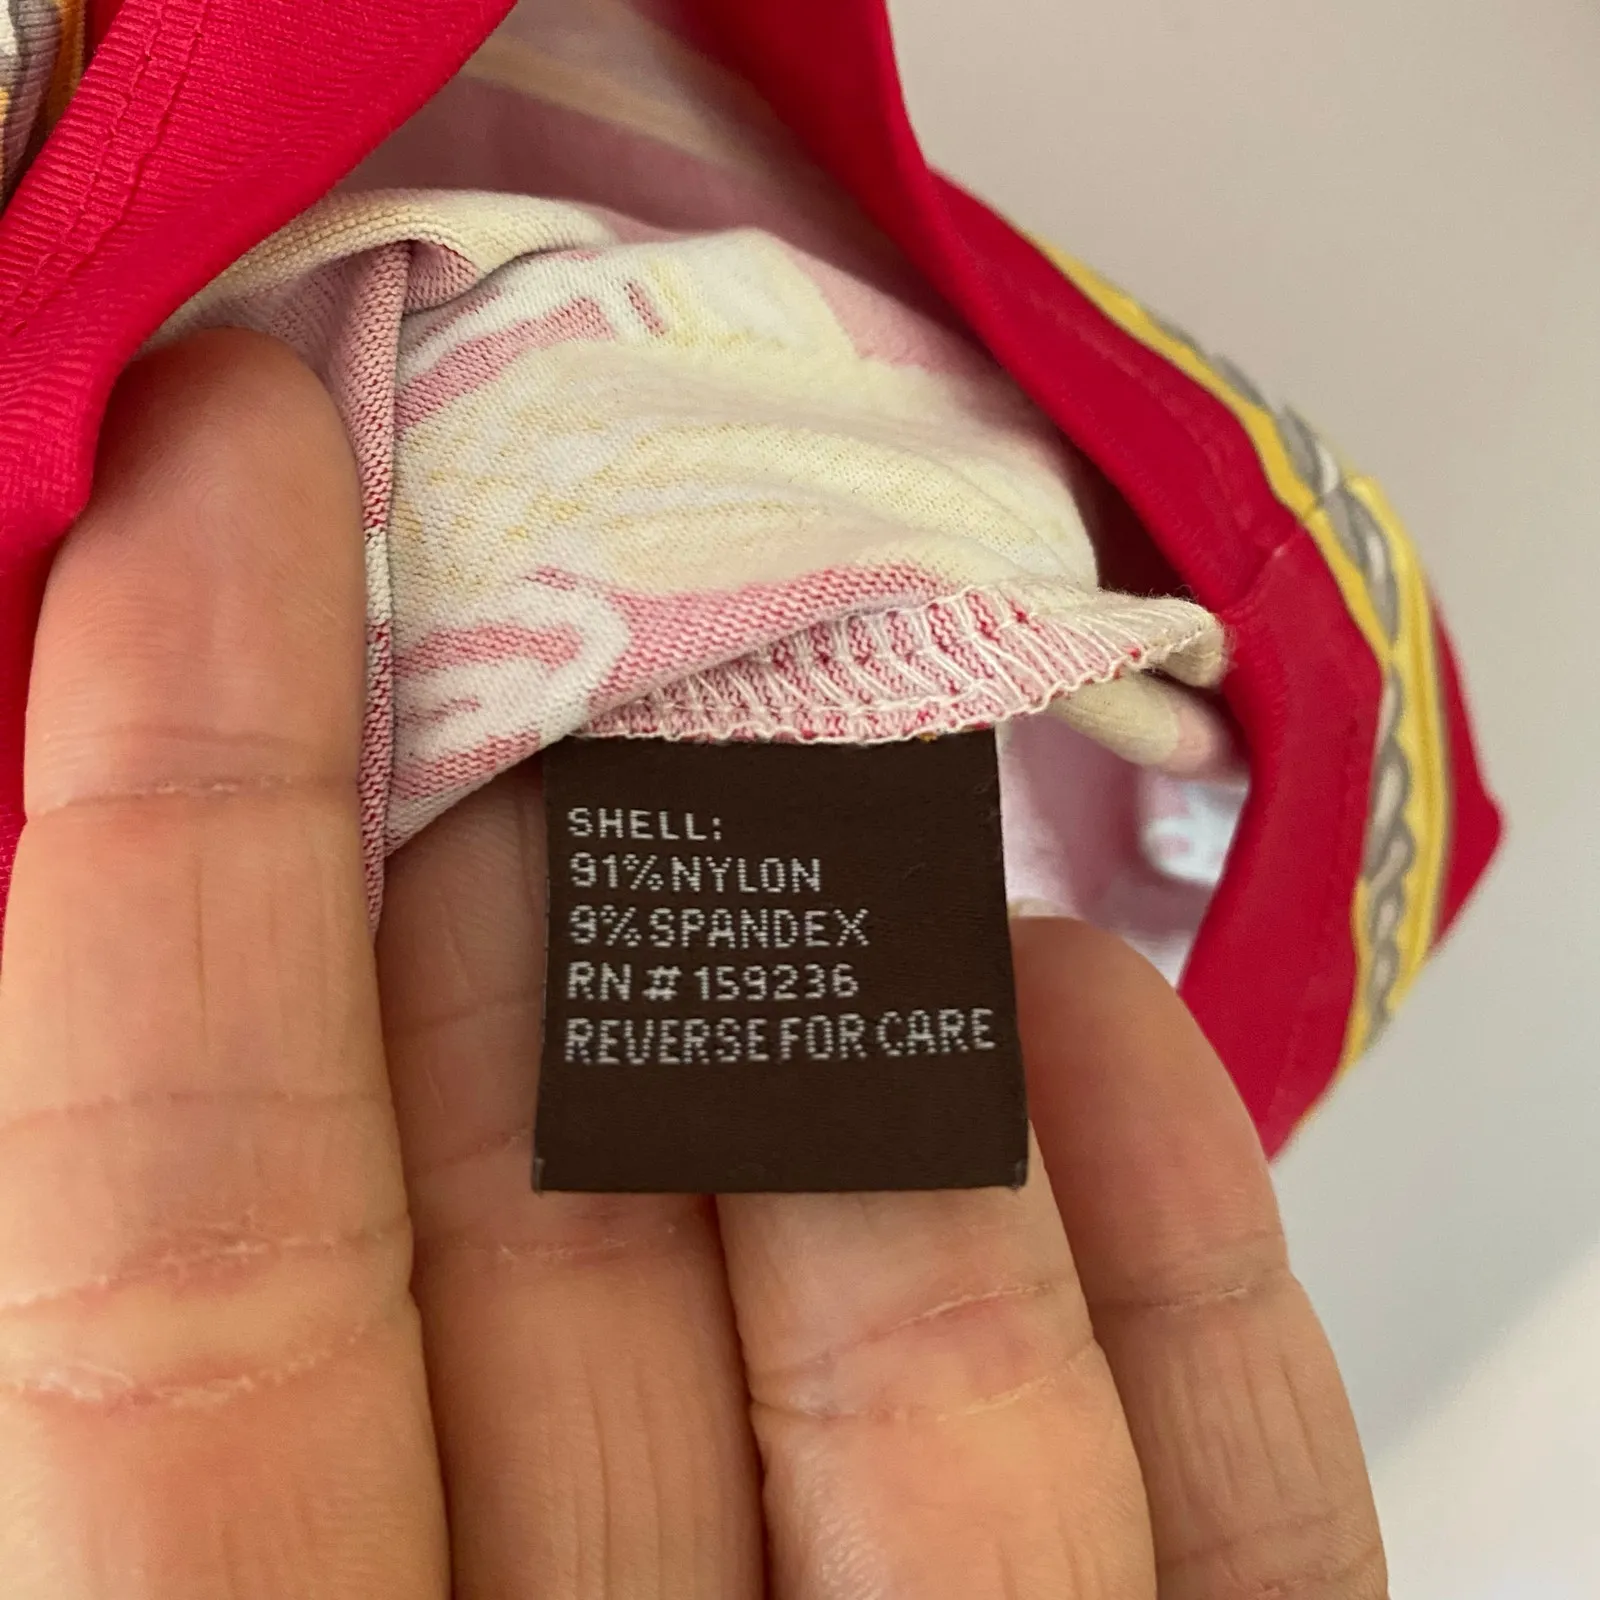 SHELL:
91% NYLON
9% SPANDEX
RN # 159236
REVERSE FOR CARE